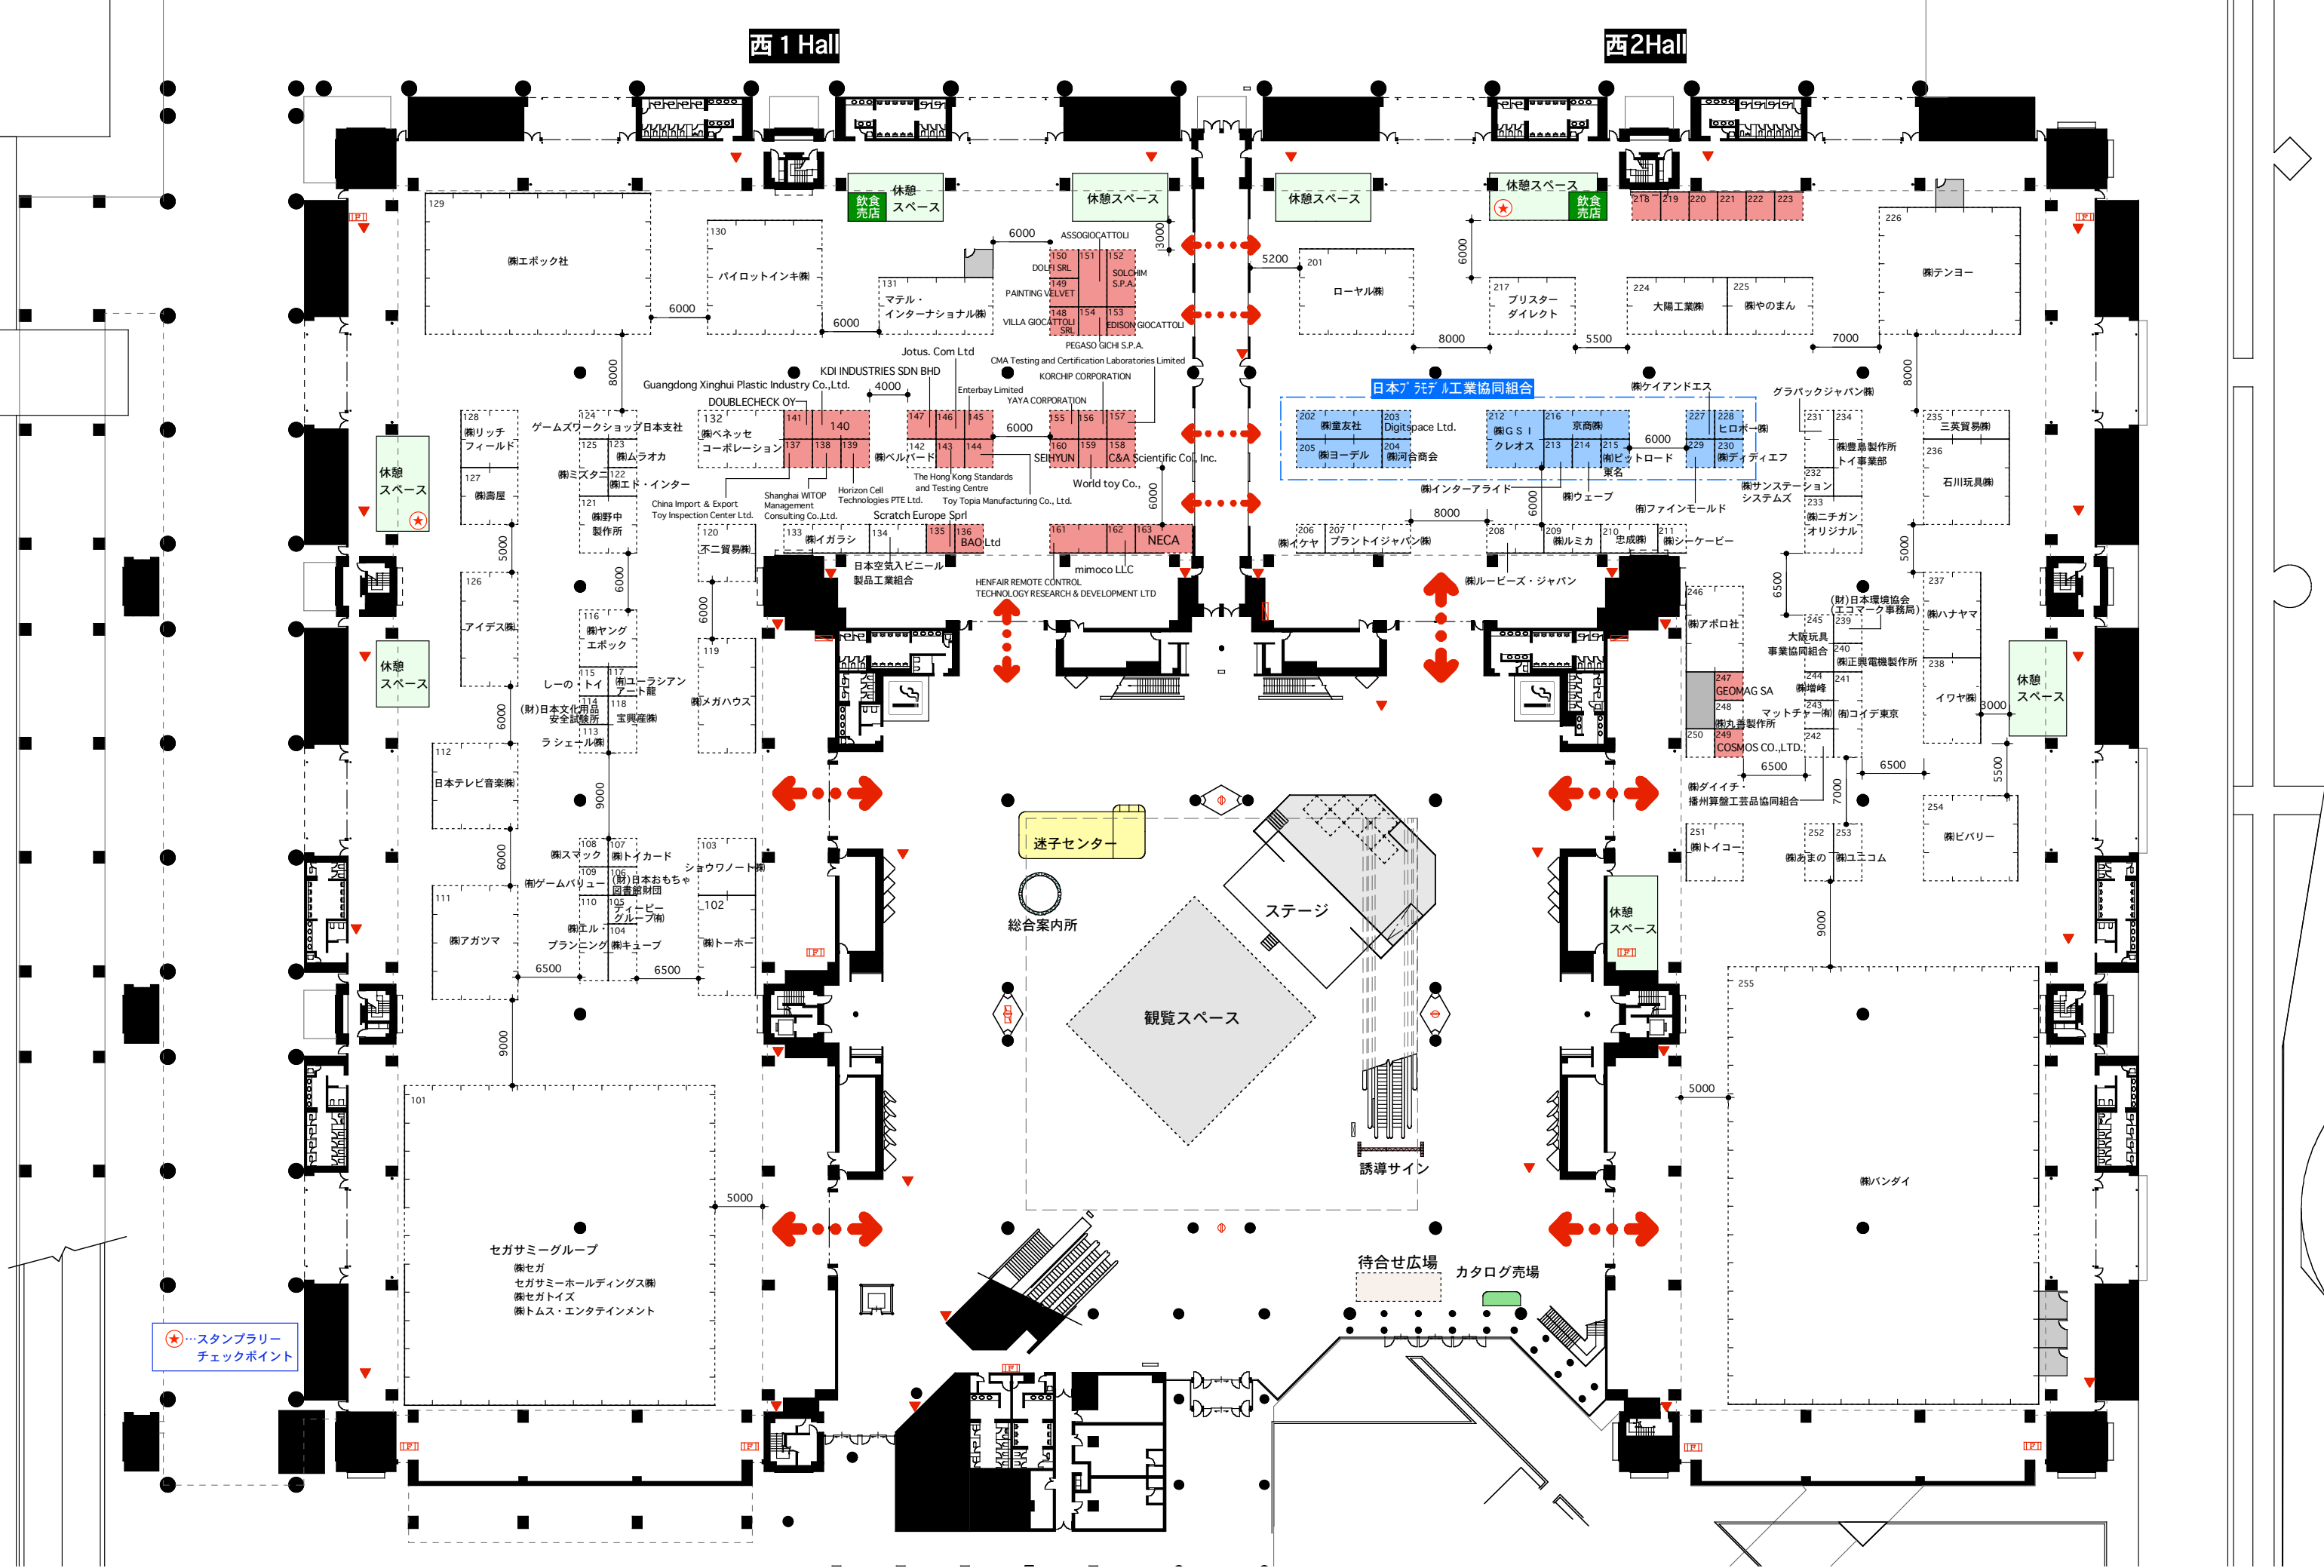 西1Hall
西2Hall
休憩
スペース
飲食
売店
休憩スペース
休憩スペース
休憩スペース
飲食
売店
218 219 220 221 222 223
129
㈱エポック社
130
パイロットインキ㈱
131
マテル・
インターナショナル㈱
6000
3000
ASSOGIOCATTOLI
150 151 152
DOLFI SRL
SOLCHIM
S.P.A.
149
PAINTING VELVET
148 154 153
VILLA GIOCATTOLI
SRL
EDISON GIOCATTOLI
PEGASO GICHI S.P.A.
6000
6000
5200
201
ローヤル㈱
6000
217
ブリスター
ダイレクト
224
大陽工業㈱
225
㈱やのまん
226
㈱テンヨー
8000
5500
7000
8000
8000
Jotus. Com Ltd
CMA Testing and Certification Laboratories Limited
KDI INDUSTRIES SDN BHD
KORCHIP CORPORATION
Guangdong Xinghui Plastic Industry Co.,Ltd.
4000
Enterbay Limited
DOUBLECHECK OY
YAYA CORPORATION
128
㈱リッチ
フィールド
127
㈱壽屋
124
ゲームズワークショップ日本支社
125 123
㈱ムラオカ
㈱ミズタニ
122
㈱エド・インター
121
㈱野中
製作所
132
㈱ベネッセ
コーポレーション
141 140
137 138 139
147 146 145
142 143 144
㈱ベルバード
6000
155 156 157
160 159 158
SEIHYUN
C&A Scientific Co., Inc.
World toy Co.,
6000
China Import & Export
Toy Inspection Center Ltd.
Shanghai WITOP
Management
Consulting Co.,Ltd.
Horizon Cell
Technologies PTE Ltd.
The Hong Kong Standards
and Testing Centre
Toy Topia Manufacturing Co., Ltd.
Scratch Europe Sprl
120
不二貿易㈱
133
㈱イガラシ
134
日本空気入ビニール
製品工業組合
135 136
BAO Ltd
161 162 163
NECA
mimoco LLC
HENFAIR REMOTE CONTROL
TECHNOLOGY RESEARCH & DEVELOPMENT LTD
日本ﾌﾟﾗﾓﾃﾞﾙ工業協同組合
㈱ケイアンドエス
グラパックジャパン㈱
202
㈱童友社
203
Digitspace Ltd.
205
㈱ヨーデル
204
㈱河合商会
212
㈱GSI
クレオス
216
京商㈱
213 214 215
㈲ピットロード
東名
6000
227 228
ヒロボー㈱
229 230
㈱ディディエフ
㈱インターアライド
㈱ウェーブ
㈲ファインモールド
㈱サンステーション
システムズ
8000
6000
206
㈱イケヤ
207
プラントイジャパン㈱
208
209
㈱ルミカ
210
忠成㈱
211
㈱シーケービー
㈱ルービーズ・ジャパン
231 234
㈱豊島製作所
トイ事業部
232
233
㈱ニチガン
オリジナル
235
三英貿易㈱
236
石川玩具㈱
5000
6500
休憩
スペース
5000
126
アイデス㈱
6000
116
㈱ヤング
エポック
115 117
しーの・トイ
㈲ユーラシアン
アート龍
114 118
(財)日本文化用品
安全試験所
宝興産㈱
113
ラ シェール㈱
6000
119
㈱メガハウス
休憩
スペース
6000
112
日本テレビ音楽㈱
9000
6000
108 107
㈱スマック
㈱トイカード
109 106
㈲ゲームバリュー
(財)日本おもちゃ
図書館財団
110 105
ティーピー
グループ㈲
㈱エル・
プランニング
104
㈱キューブ
103
ショウワノート㈱
102
㈱トーホー
111
㈱アガツマ
6500
6500
9000
101
セガサミーグループ
㈱セガ
セガサミーホールディングス㈱
㈱セガトイズ
㈱トムス・エンタテインメント
5000
迷子センター
総合案内所
ステージ
観覧スペース
誘導サイン
待合せ広場
カタログ売場
246
㈱アポロ社
247
GEOMAG SA
248
㈱丸善製作所
250 249
COSMOS CO.,LTD.
(財)日本環境協会
(エコマーク事務局)
245 239
大阪玩具
事業協同組合
240
㈱正興電機製作所
244 241
㈱増峰
243
マットチャー㈲
㈲コイデ東京
242
237
㈱ハナヤマ
238
イワヤ㈱
3000
休憩
スペース
6500
6500
5500
7000
㈱ダイイチ・
播州算盤工芸品協同組合
251
㈱トイコー
252 253
㈱あまの
㈱ユニコム
254
㈱ビバリー
休憩
スペース
9000
255
㈱バンダイ
5000
★…スタンプラリー
チェックポイント